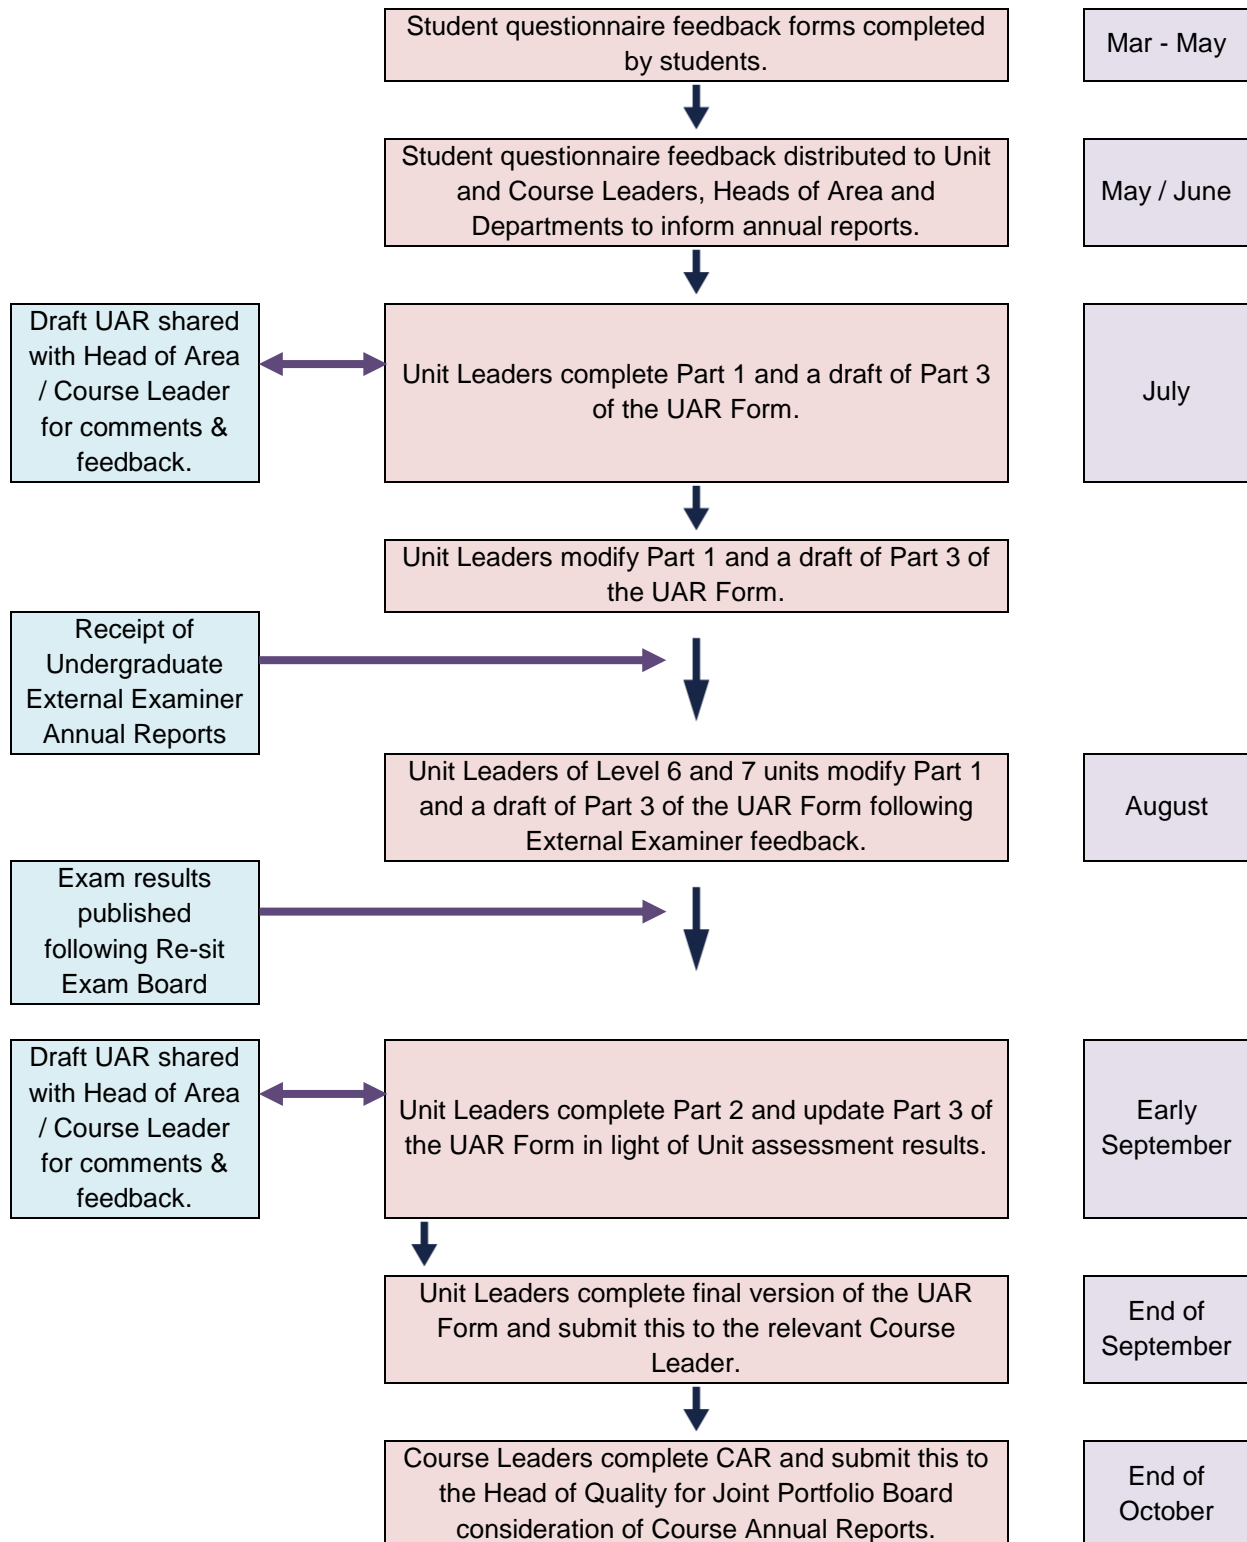 Student questionnaire feedback forms completed
by students.
Mar - May
Student questionnaire feedback distributed to Unit
and Course Leaders, Heads of Area and
Departments to inform annual reports.
May / June
Draft UAR shared
with Head of Area
/ Course Leader
for comments &
feedback.
Unit Leaders complete Part 1 and a draft of Part 3
of the UAR Form.
July
Unit Leaders modify Part 1 and a draft of Part 3 of
the UAR Form.
Receipt of
Undergraduate
External Examiner
Annual Reports
Unit Leaders of Level 6 and 7 units modify Part 1
and a draft of Part 3 of the UAR Form following
External Examiner feedback.
August
Exam results
published
following Re-sit
Exam Board
Draft UAR shared
with Head of Area
/ Course Leader
for comments &
feedback.
Unit Leaders complete Part 2 and update Part 3 of
the UAR Form in light of Unit assessment results.
Early
September
Unit Leaders complete final version of the UAR
Form and submit this to the relevant Course
Leader.
End of
September
Course Leaders complete CAR and submit this to
the Head of Quality for Joint Portfolio Board
consideration of Course Annual Reports.
End of
October